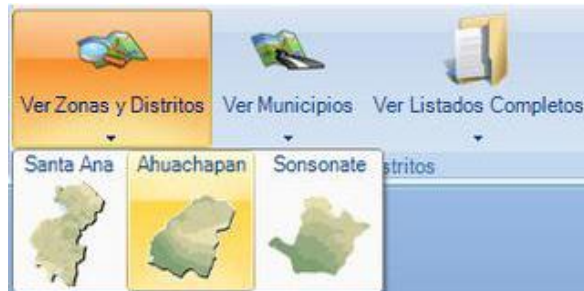 Ver Zonas y Distritos Ver Municipios Ver Listados Completos
Santa Ana Ahuachapan Sonsonate stritos